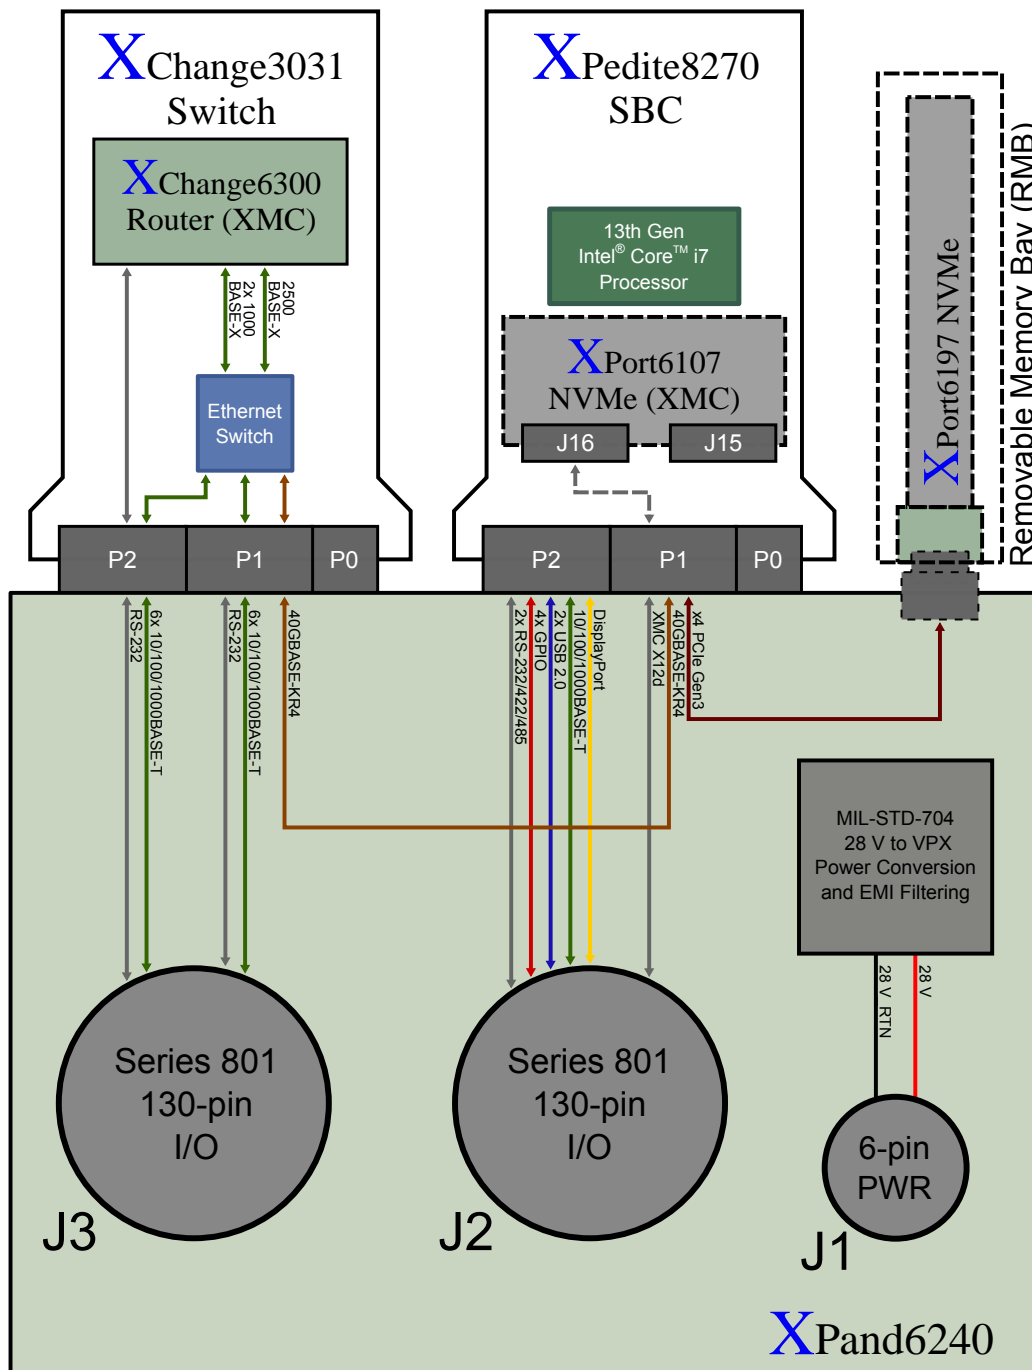 XChange3031
Switch
XChange6300
Router (XMC)
2500
BASE-X
2x 1000
BASE-X
Ethernet
Switch
P2
P1
P0
XPedite8270
SBC
13th Gen
Intel® Core™ i7
Processor
XPort6107
NVMe (XMC)
J16
J15
P2
P1
P0
XPort6197 NVMe
Removable Memory Bay (RMB)
RS-232
6x 10/100/1000BASE-T
RS-232
6x 10/100/1000BASE-T
40GBASE-KR4
2x RS-232/422/485
4x GPIO
2x USB 2.0
10/100/1000BASE-T
DisplayPort
XMC X12d
40GBASE-KR4
x4 PCIe Gen3
MIL-STD-704
28 V to VPX
Power Conversion
and EMI Filtering
28 V RTN
28 V
Series 801
130-pin
I/O
J3
Series 801
130-pin
I/O
J2
6-pin
PWR
J1
XPand6240